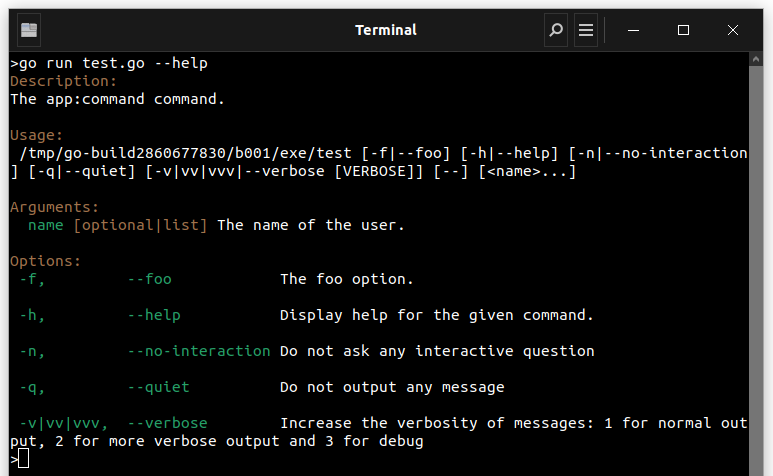 Terminal
>go run test.go --help
Description:
The app:command command.
Usage:
/tmp/go-build2860677830/b001/exe/test [-f|--foo] [-h|--help] [-n|--no-interaction
] [-q|--quiet] [-v|vv|vvv|--verbose [VERBOSE]] [--] [<name>...]
Arguments:
name [optional|list] The name of the user.
Options:
-f, --foo The foo option.
-h, --help Display help for the given command.
-n, --no-interaction Do not ask any interactive question
-q, --quiet Do not output any message
-v|vv|vvv, --verbose Increase the verbosity of messages: 1 for normal out
put, 2 for more verbose output and 3 for debug
>